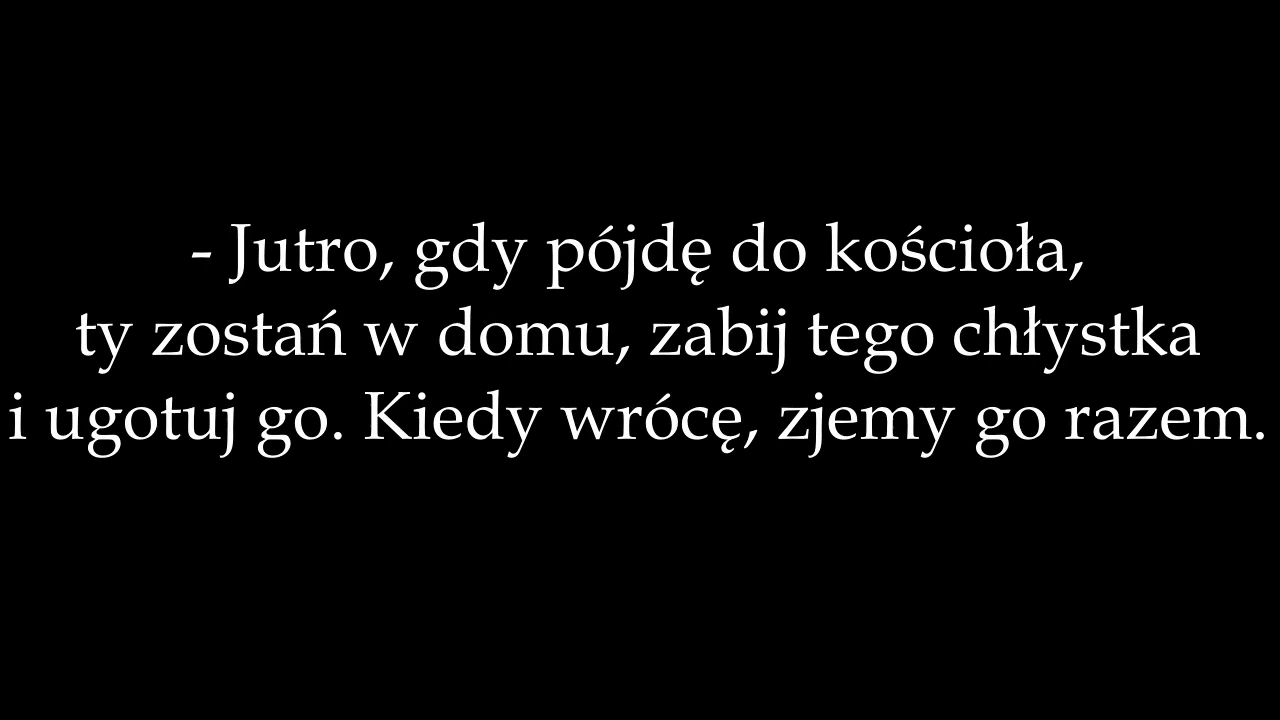 - Jutro, gdy pójdę do kościoła,
ty zostań w domu, zabij tego chłystka
i ugotuj go. Kiedy wrócę, zjemy go razem.